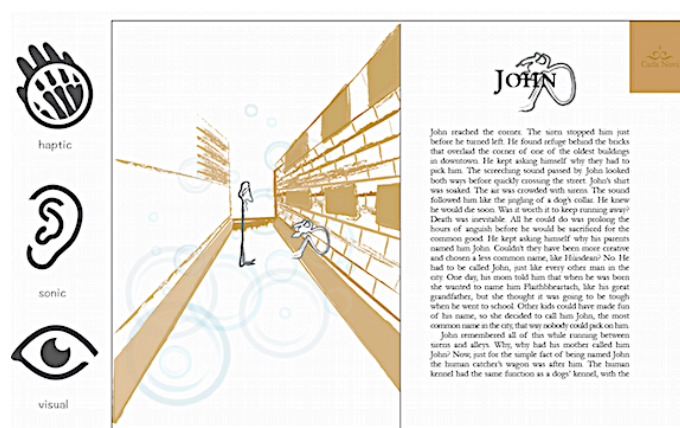 haptic
sonic
visual
JOHN
Carla Nova
John reached the corner. The siren stopped him just
before he turned left. He found refuge behind the bricks
that overlaid the corner of one of the oldest buildings
in downtown. He kept asking himself why they had to
pick him. The screeching sound passed by John looked
both ways before quickly crossing the street. John's shirt
was soaked. The air was crowded with sirens. The sound
followed him like the jingling of a dog's collar. He knew
he would die soon. Was it worth it to keep running away?
Death was inevitable. All he could do was prolong the
hours of anguish before he would be sacrificed for the
common good. He kept asking himself why his parents
named him John. Couldn't they have been more creative
and chosen a less common name, like Húndean? No. He
had to be called John, just like every other man in the
city. One day, his mom told him that when he was born
she wanted to name him Flaithbheartach, like his great
grandfather, but she thought it was going to be tough
when he went to school. Other kids could have made fun
of his name, so she decided to call him John, the most
common name in the city, that way nobody could pick on him.
John remembered all of this while running between
sirens and alleys. Why, why had his mother called him
John? Now, just for the simple fact of being named John
the human catcher's wagon was after him. The human
kennel had the same function as a dogs' kennel, with the